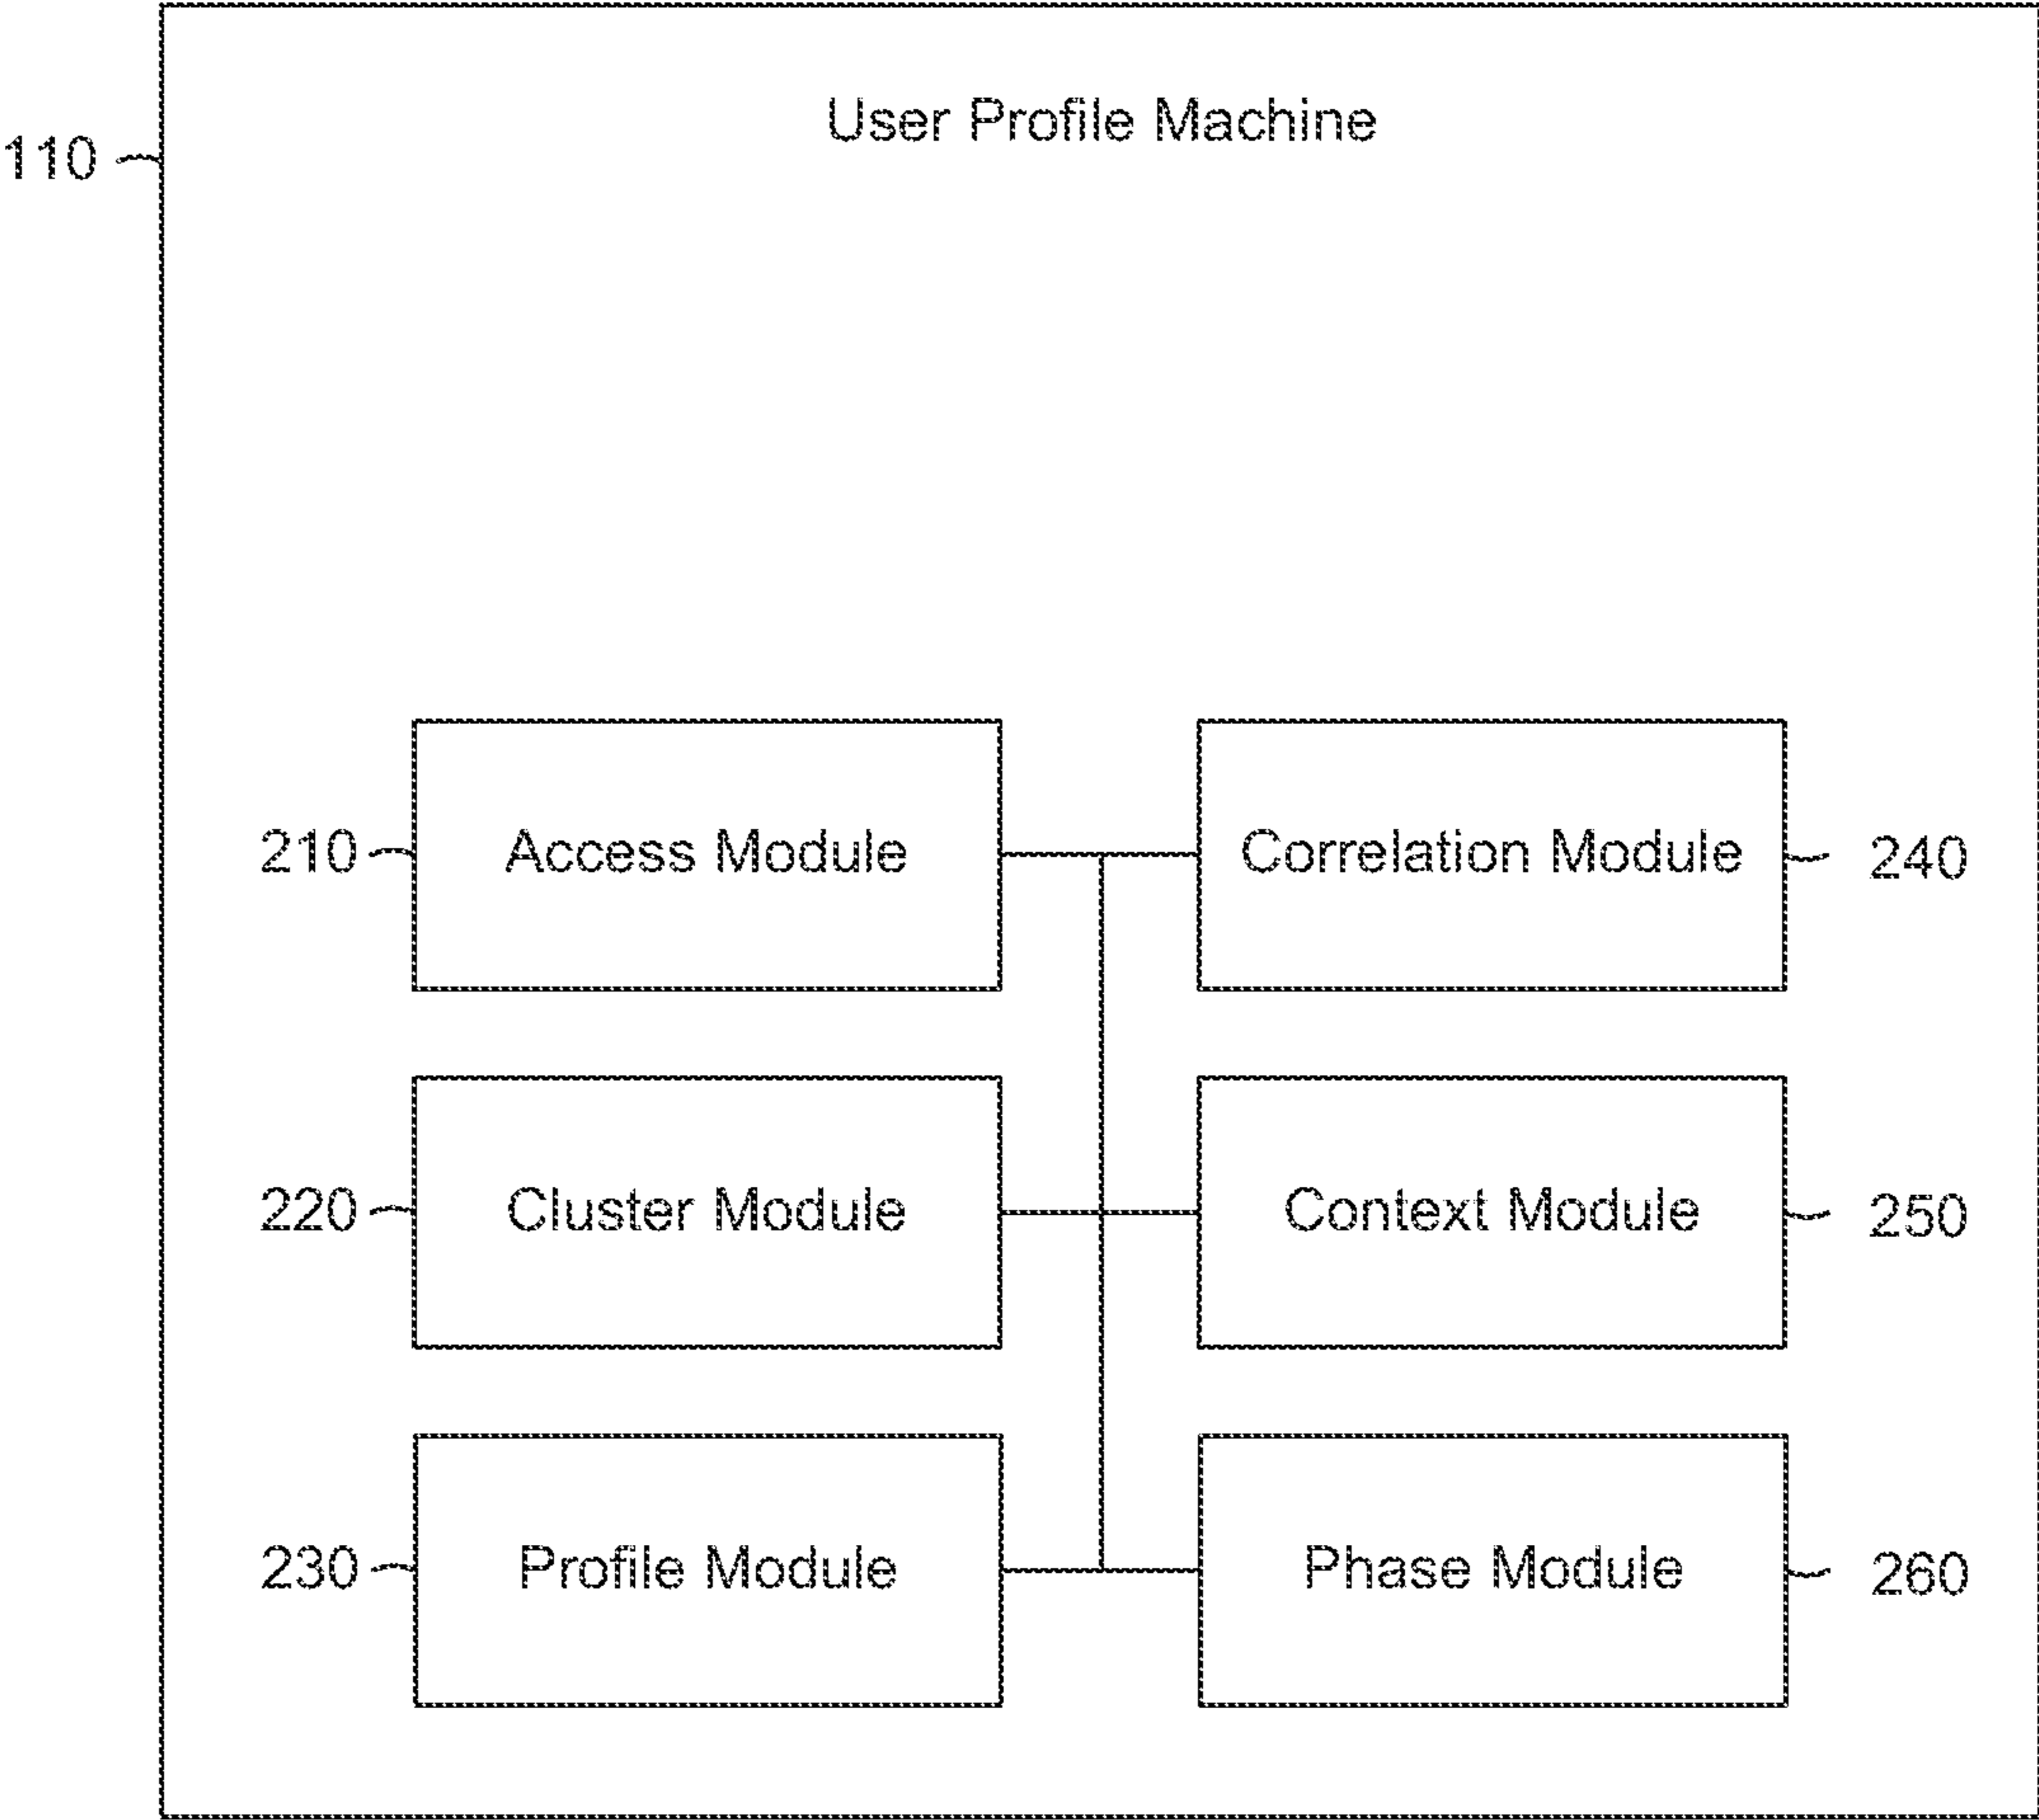 User Profile Machine
110
210 Access Module Correlation Module 240
220 Cluster Module Context Module 250
230 Profile Module Phase Module 260